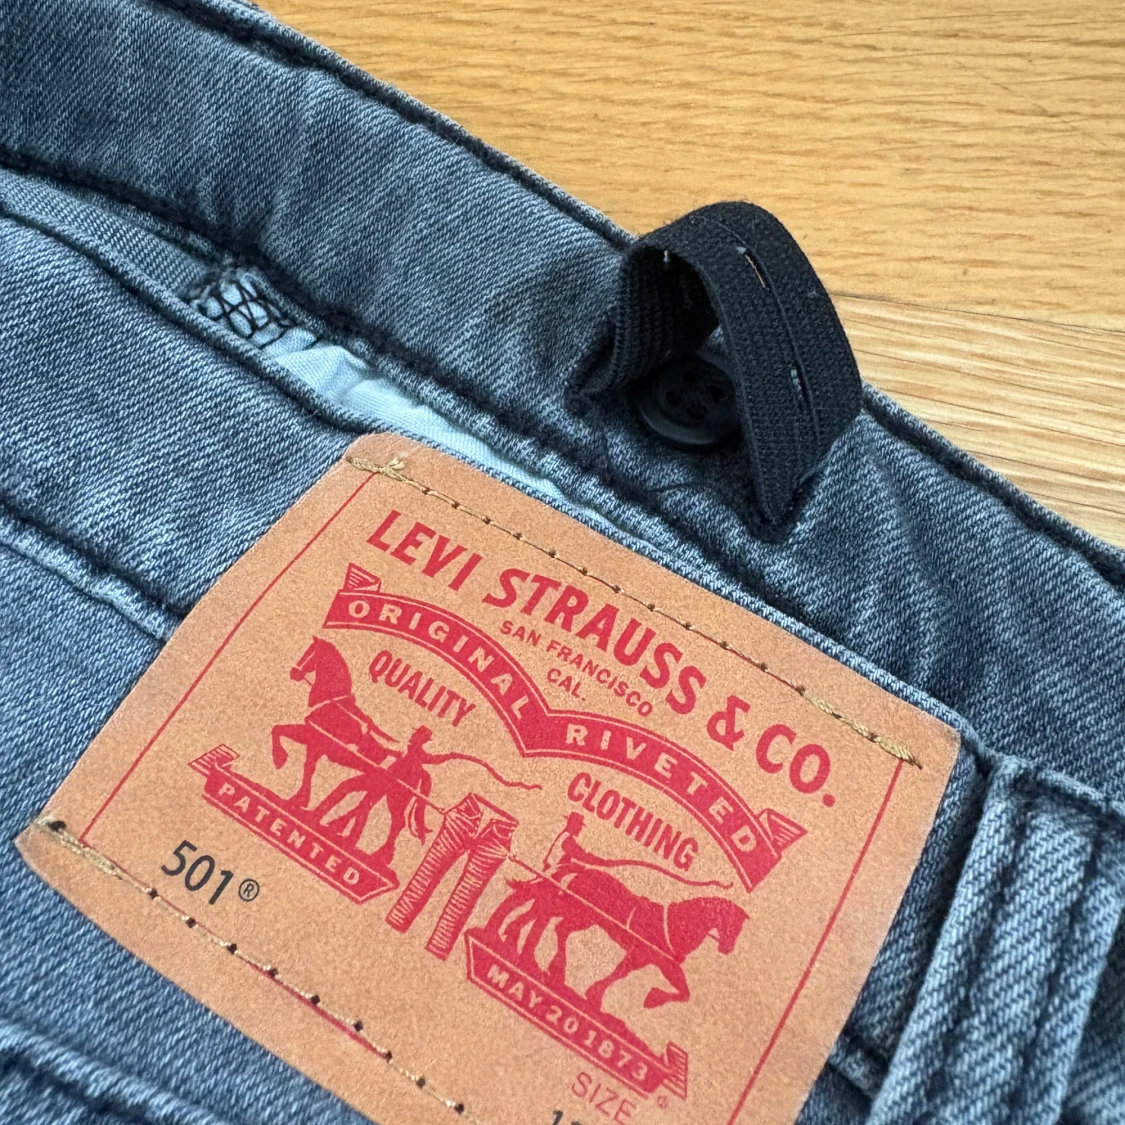 LEVI STRAUSS & CO.
SAN FRANCISCO
CAL.
ORIGINAL RIVETED
QUALITY
CLOTHING
PATENTED
MAY 20 1873
501®
SIZE